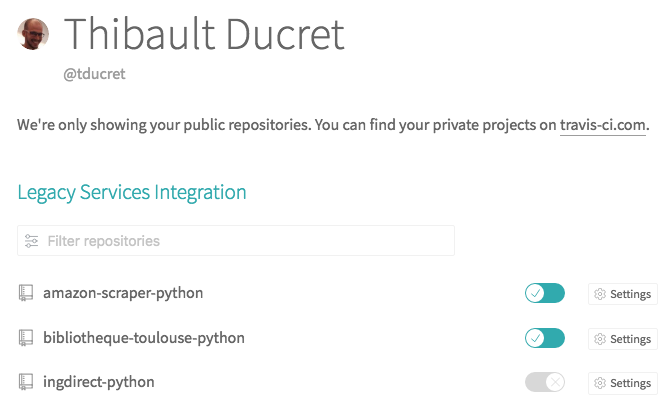 Thibault Ducret
@tducret
We're only showing your public repositories. You can find your private projects on travis-ci.com.
Legacy Services Integration
Filter repositories
amazon-scraper-python Settings
bibliotheque-toulouse-python Settings
ingdirect-python Settings